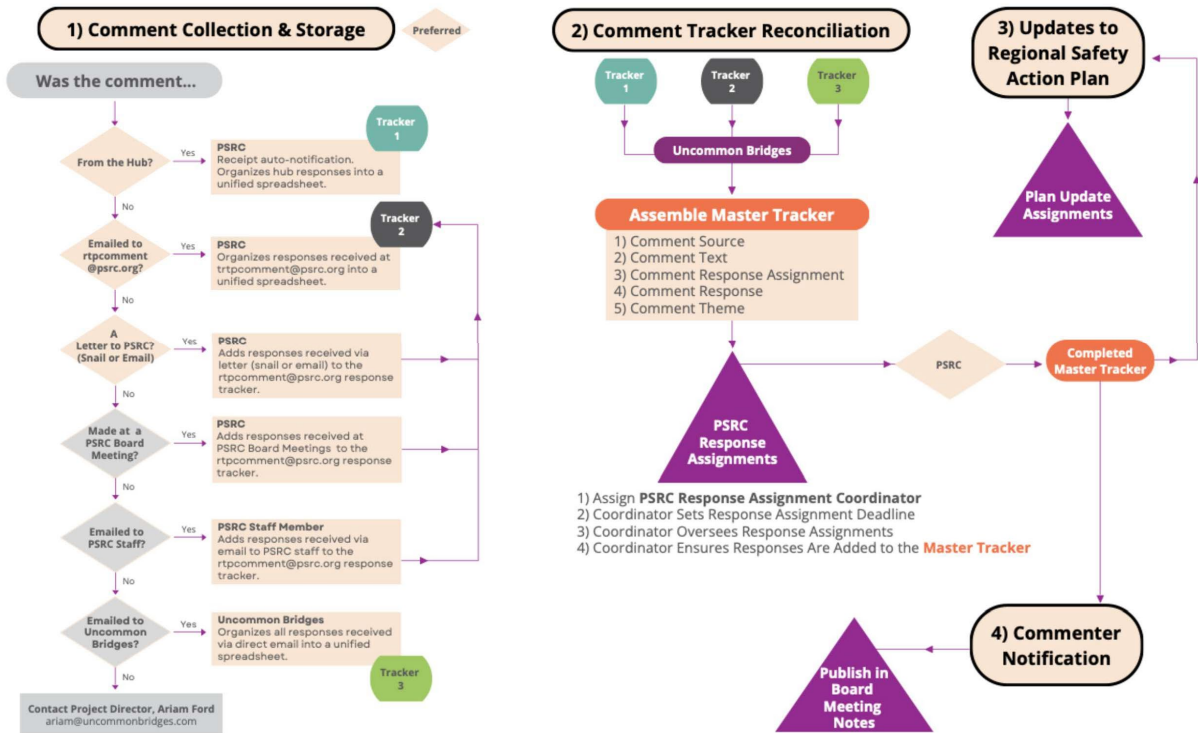 1) Comment Collection & Storage
Preferred
Was the comment...
From the Hub?
Yes
PSRC
Receipt auto-notification.
Organizes hub responses into a
unified spreadsheet.
Tracker
1
No
Emailed to
rtpcomment
@psrc.org?
Yes
PSRC
Organizes responses received at
trtpcomment@psrc.org into a
unified spreadsheet.
Tracker
2
No
A
Letter to PSRC?
(Snail or Email)
Yes
PSRC
Adds responses received via
letter (snail or email) to the
rtpcomment@psrc.org response
tracker.
No
Made at a
PSRC Board
Meeting?
Yes
PSRC
Adds responses received at
PSRC Board Meetings to the
rtpcomment@psrc.org response
tracker.
No
Emailed to
PSRC Staff?
Yes
PSRC Staff Member
Adds responses received via
email to PSRC staff to the
rtpcomment@psrc.org response
tracker.
No
Emailed to
Uncommon
Bridges?
Yes
Uncommon Bridges
Organizes all responses received
via direct email into a unified
spreadsheet.
Tracker
3
No
Contact Project Director, Ariam Ford
ariam@uncommonbridges.com
2) Comment Tracker Reconciliation
Tracker
1
Tracker
2
Tracker
3
Uncommon Bridges
Assemble Master Tracker
1) Comment Source
2) Comment Text
3) Comment Response Assignment
4) Comment Response
5) Comment Theme
PSRC
Response
Assignments
PSRC
Completed
Master Tracker
1) Assign PSRC Response Assignment Coordinator
2) Coordinator Sets Response Assignment Deadline
3) Coordinator Oversees Response Assignments
4) Coordinator Ensures Responses Are Added to the Master Tracker
3) Updates to
Regional Safety
Action Plan
Plan Update
Assignments
4) Commenter
Notification
Publish in
Board
Meeting
Notes